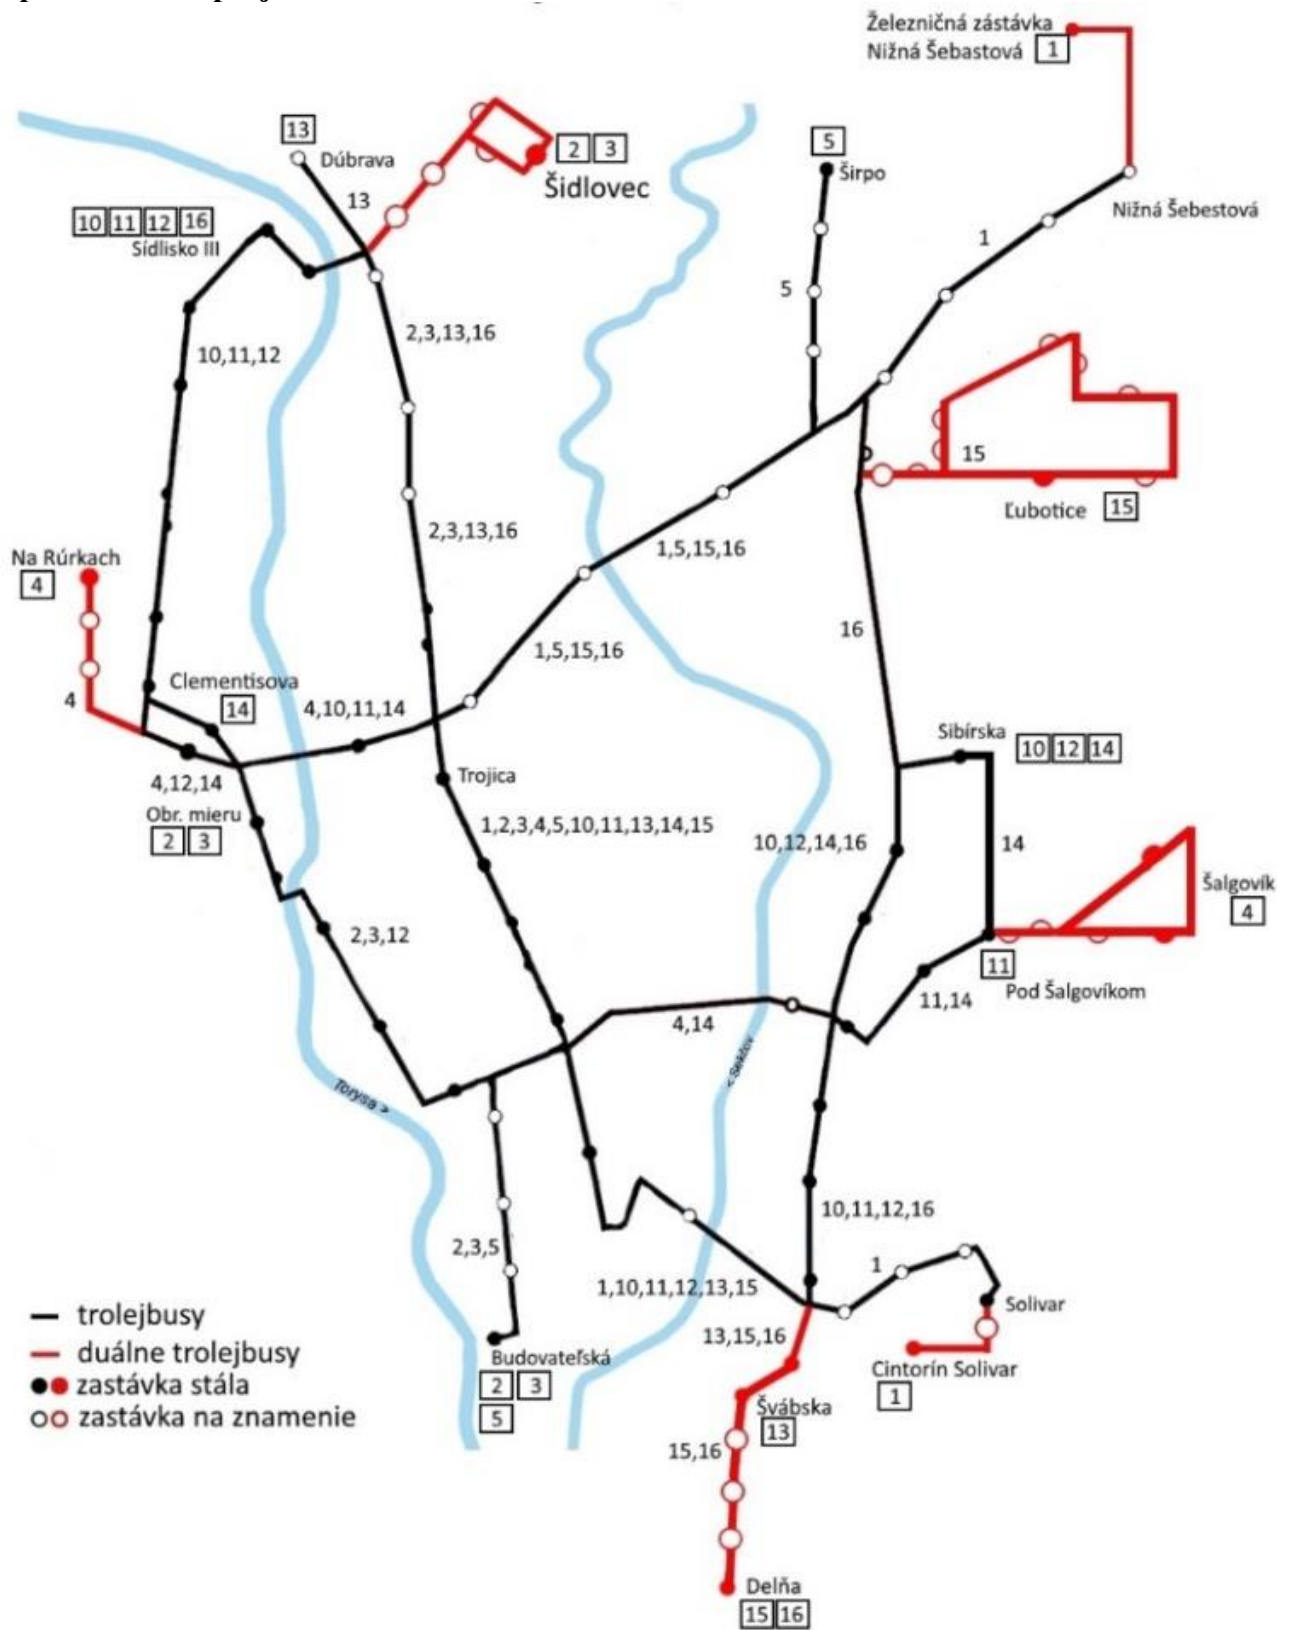 Železničná zástávka
Nižná Šebastová 1
13
Dúbrava
2 3
Šidlovec
5
Širpo
13
10 11 12 16
Sídlisko III
Nižná Šebestová
1
5
2,3,13,16
10,11,12
15
2,3,13,16
Ľubotice 15
1,5,15,16
Na Rúrkach
4
16
1,5,15,16
Clementisova
14
4
4,10,11,14
Sibírska
10 12 14
Trojica
4,12,14
Obr. mieru
2 3
1,2,3,4,5,10,11,13,14,15
10,12,14,16
14
Šalgovík
4
2,3,12
11
Pod Šalgovíkom
11,14
4,14
< Sekčov
Torysa >
10,11,12,16
2,3,5
1
1,10,11,12,13,15
Solivar
trolejbusy
13,15,16
duálne trolejbusy
Budovateľská
2 3
5
Cintorín Solivar
1
zastávka stála
zastávka na znamenie
Švábska
13
15,16
Delňa
15 16